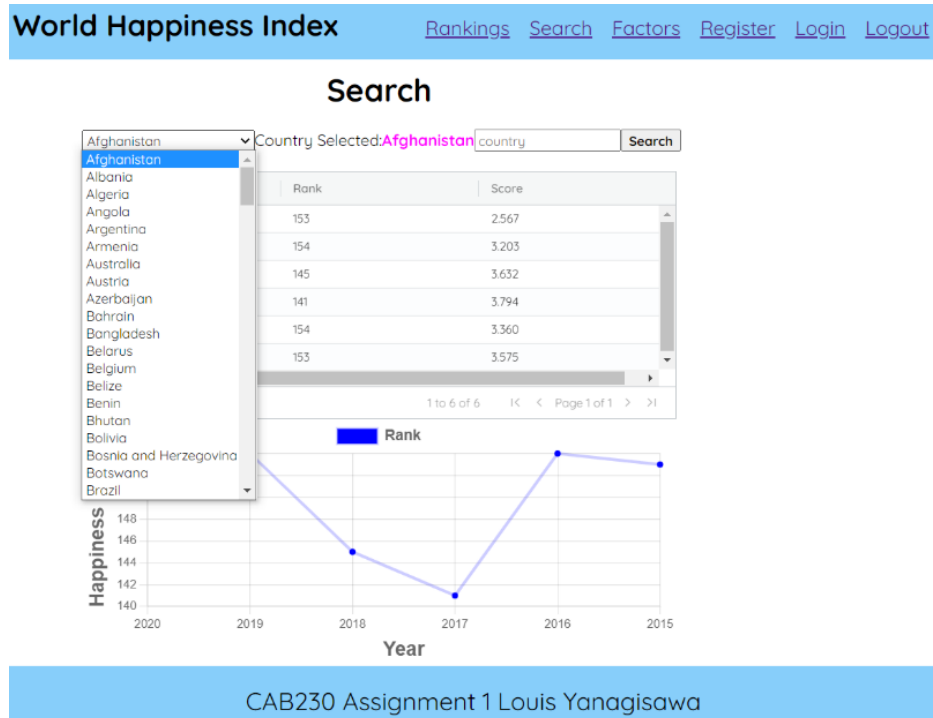 World Happiness Index Rankings Search Factors Register Login Logout
Search
Afghanistan Country Selected:Afghanistan country Search
Afghanistan
Albania
Algeria
Angola
Argentina
Armenia
Australia
Austria
Azerbaijan
Bahrain
Bangladesh
Belarus
Belgium
Belize
Benin
Bhutan
Bolivia
Bosnia and Herzegovina
Botswana
Brazil
Rank Score
153 2.567
154 3.203
145 3.632
141 3.794
154 3.360
153 3.575
1 to 6 of 6 Page 1 of 1
Rank
Happiness
148
146
144
142
140
2020 2019 2018 2017 2016 2015
Year
CAB230 Assignment 1 Louis Yanagisawa